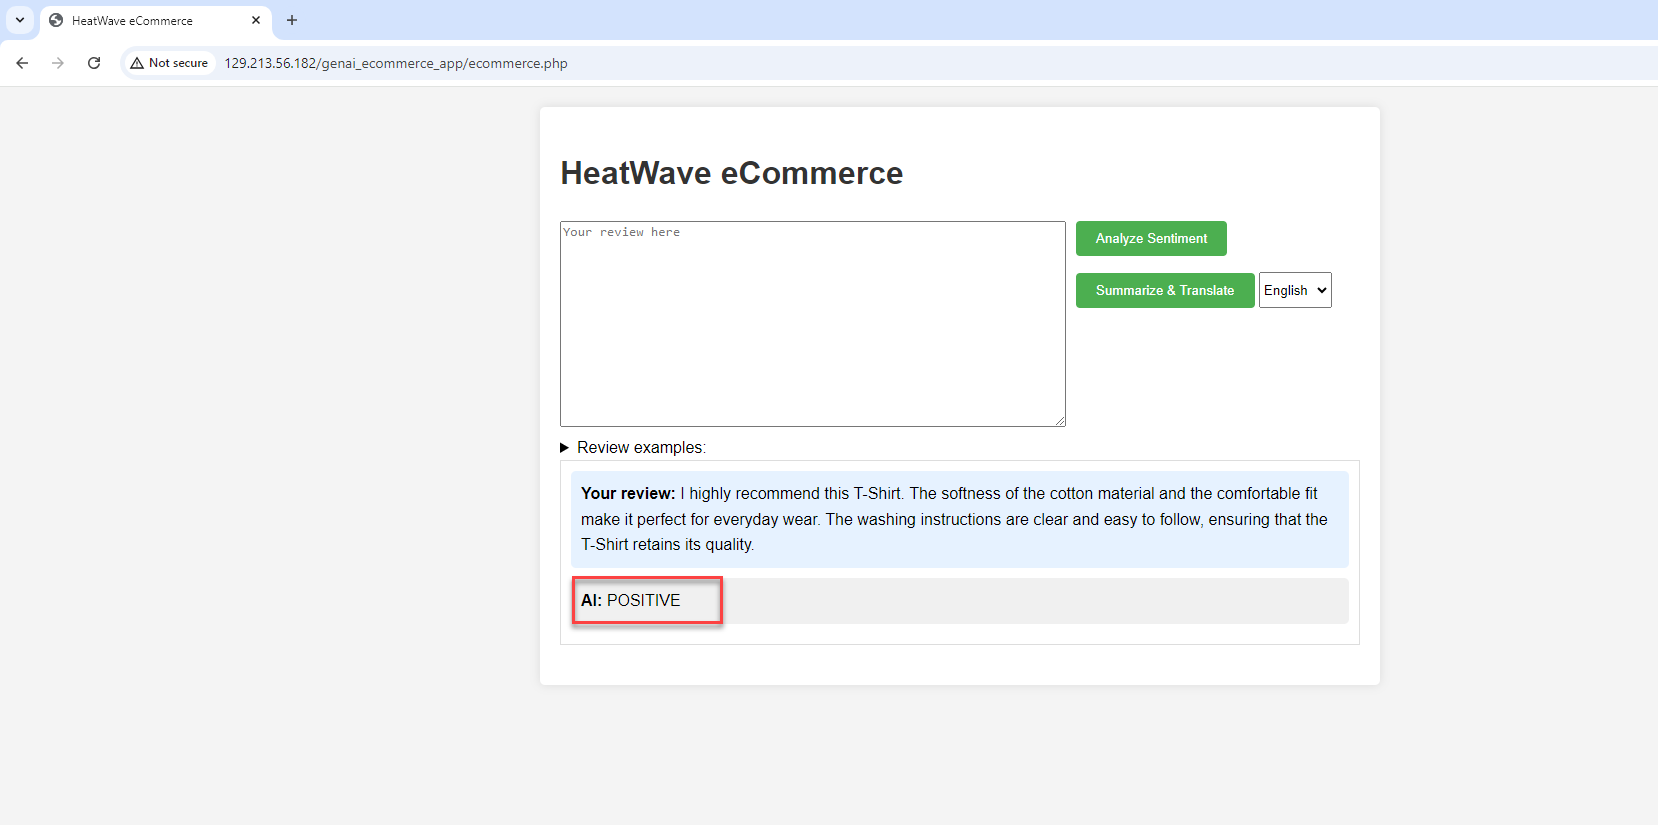 HeatWave eCommerce
Not secure 129.213.56.182/genai_ecommerce_app/ecommerce.php
HeatWave eCommerce
Your review here
Analyze Sentiment
Summarize & Translate English
Review examples:
Your review: I highly recommend this T-Shirt. The softness of the cotton material and the comfortable fit
make it perfect for everyday wear. The washing instructions are clear and easy to follow, ensuring that the
T-Shirt retains its quality.
AI: POSITIVE